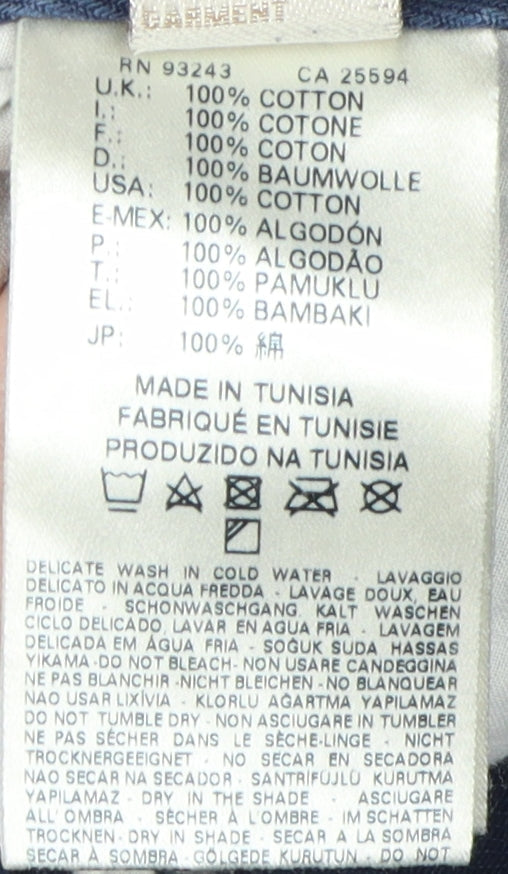 GARMENT
RN 93243 CA 25594
U.K.: 100% COTTON
I.: 100% COTONE
F.: 100% COTON
D.: 100% BAUMWOLLE
USA: 100% COTTON
E-MEX: 100% ALGODÓN
P.: 100% ALGODÃO
T.: 100% PAMUKLU
EL.: 100% BAMBAKI
JP: 100% 綿
MADE IN TUNISIA
FABRIQUÉ EN TUNISIE
PRODUZIDO NA TUNISIA
DELICATE WASH IN COLD WATER - LAVAGGIO
DELICATO IN ACQUA FREDDA - LAVAGE DOUX, EAU
FROIDE - SCHONWASCHGANG, KALT WASCHEN
CICLO DELICADO, LAVAR EN AGUA FRIA - LAVAGEM
DELICADA EM ÁGUA FRIA - SOĞUK SUDA HASSAS
YIKAMA - DO NOT BLEACH - NON USARE CANDEGGINA
NE PAS BLANCHIR - NICHT BLEICHEN - NO BLANQUEAR
NAO USAR LIXÍVIA - KLORLU AĞARTMA YAPILAMAZ
DO NOT TUMBLE DRY - NON ASCIUGARE IN TUMBLER
NE PAS SÉCHER DANS LE SÈCHE-LINGE - NICHT
TROCKNERGEEIGNET - NO SECAR EN SECADORA
NAO SECAR NA SECADOR - SANTRİFÜJLÜ KURUTMA
YAPILAMAZ - DRY IN THE SHADE - ASCIUGARE
ALL' OMBRA - SÈCHER À L'OMBRE - IM SCHATTEN
TROCKNEN - DRY IN SHADE - SECAR A LA SOMBRA
SECAR À SOMBRA - GÖLGEDE KURUTUN - DO NOT